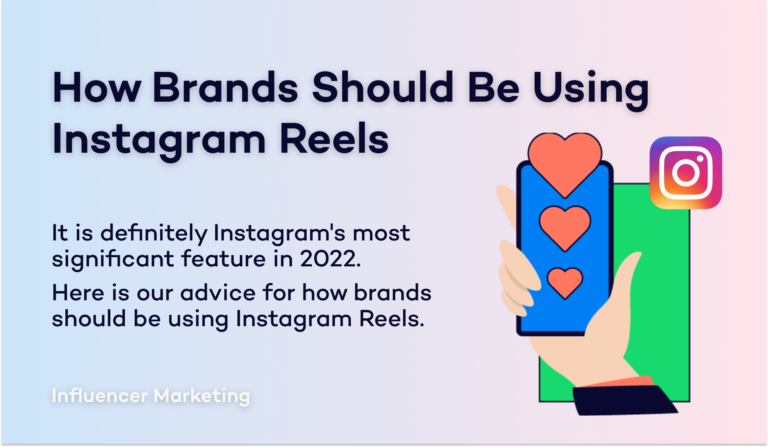 How Brands Should Be Using
Instagram Reels
It is definitely Instagram's most
significant feature in 2022.
Here is our advice for how brands
should be using Instagram Reels.
Influencer Marketing